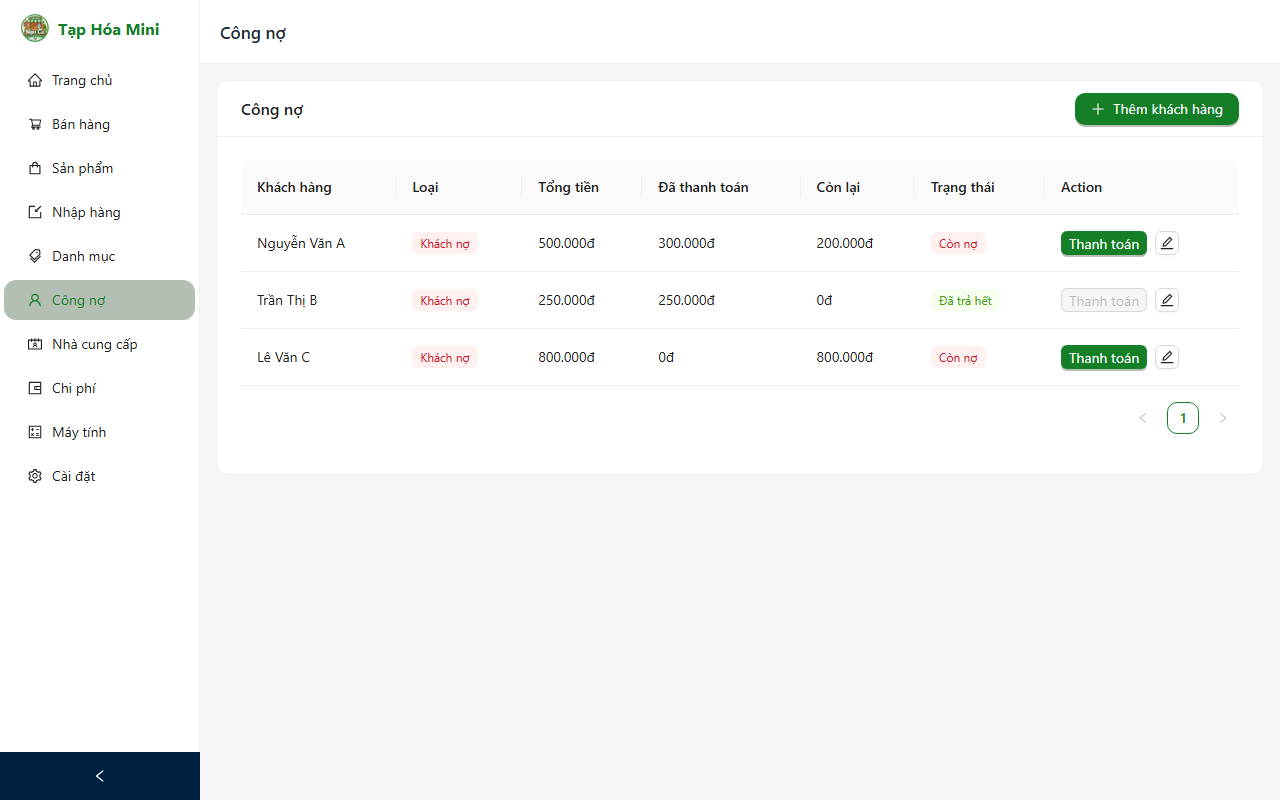 Tạp Hóa Mini
Công nợ
Trang chủ
Bán hàng
Sản phẩm
Nhập hàng
Danh mục
Công nợ
Nhà cung cấp
Chi phí
Máy tính
Cài đặt
Công nợ
Thêm khách hàng
Khách hàng Loại Tổng tiền Đã thanh toán Còn lại Trạng thái Action
Nguyễn Văn A Khách nợ 500.000đ 300.000đ 200.000đ Còn nợ Thanh toán
Trần Thị B Khách nợ 250.000đ 250.000đ 0đ Đã trả hết Thanh toán
Lê Văn C Khách nợ 800.000đ 0đ 800.000đ Còn nợ Thanh toán
1